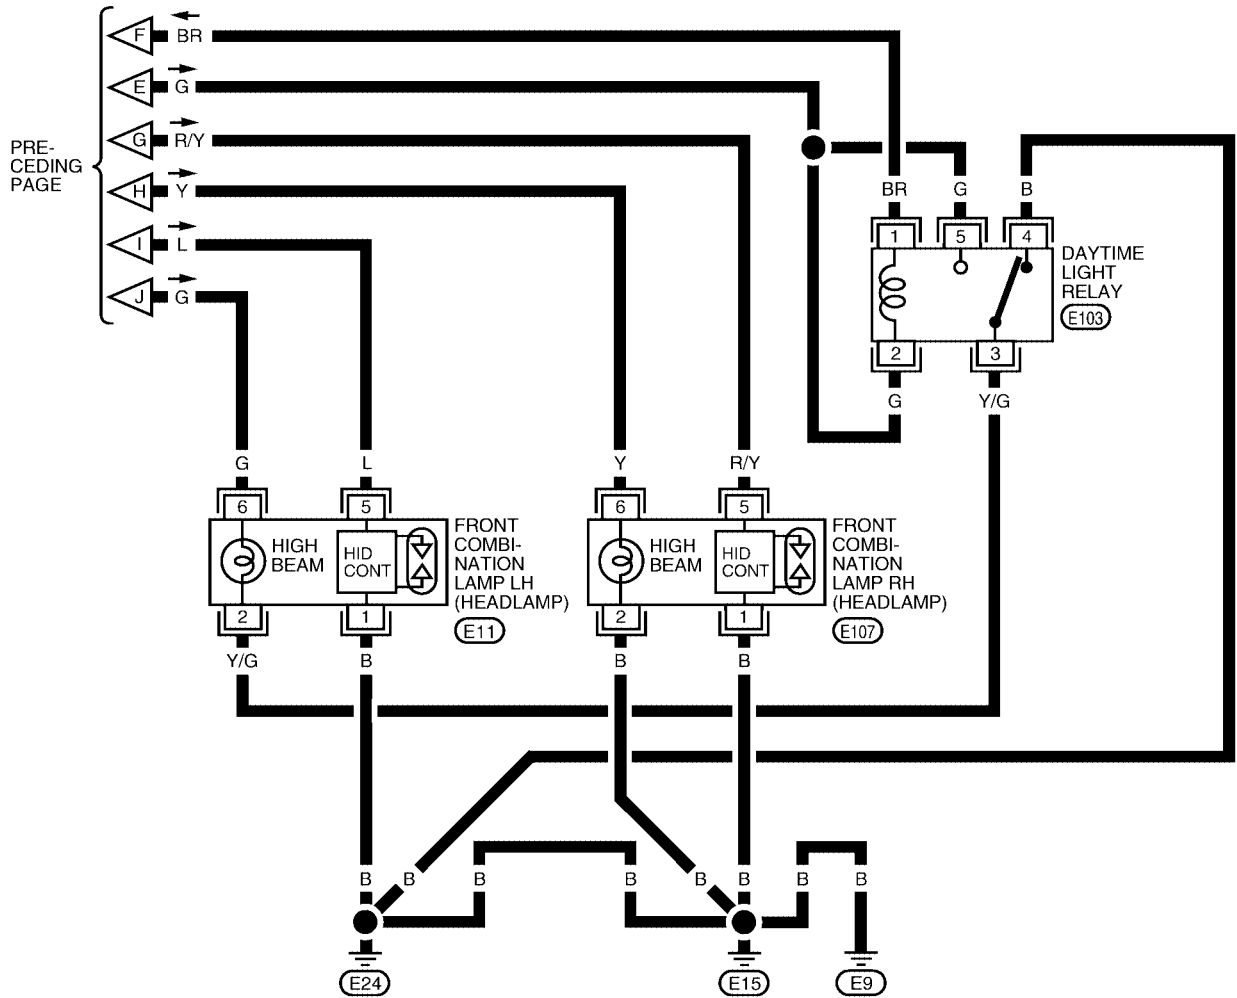 PRE-
CEDING
PAGE
F BR
E G
G R/Y
H Y
I L
J G
BR G B
1 5 4
DAYTIME
LIGHT
RELAY
E103
2 3
G Y/G
G L Y R/Y
6 5 6 5
HIGH
BEAM
HID
CONT
FRONT
COMBI-
NATION
LAMP LH
(HEADLAMP)
E11
HIGH
BEAM
HID
CONT
FRONT
COMBI-
NATION
LAMP RH
(HEADLAMP)
E107
2 1 2 1
Y/G B B B
B B B B B B B B
E24 E15 E9